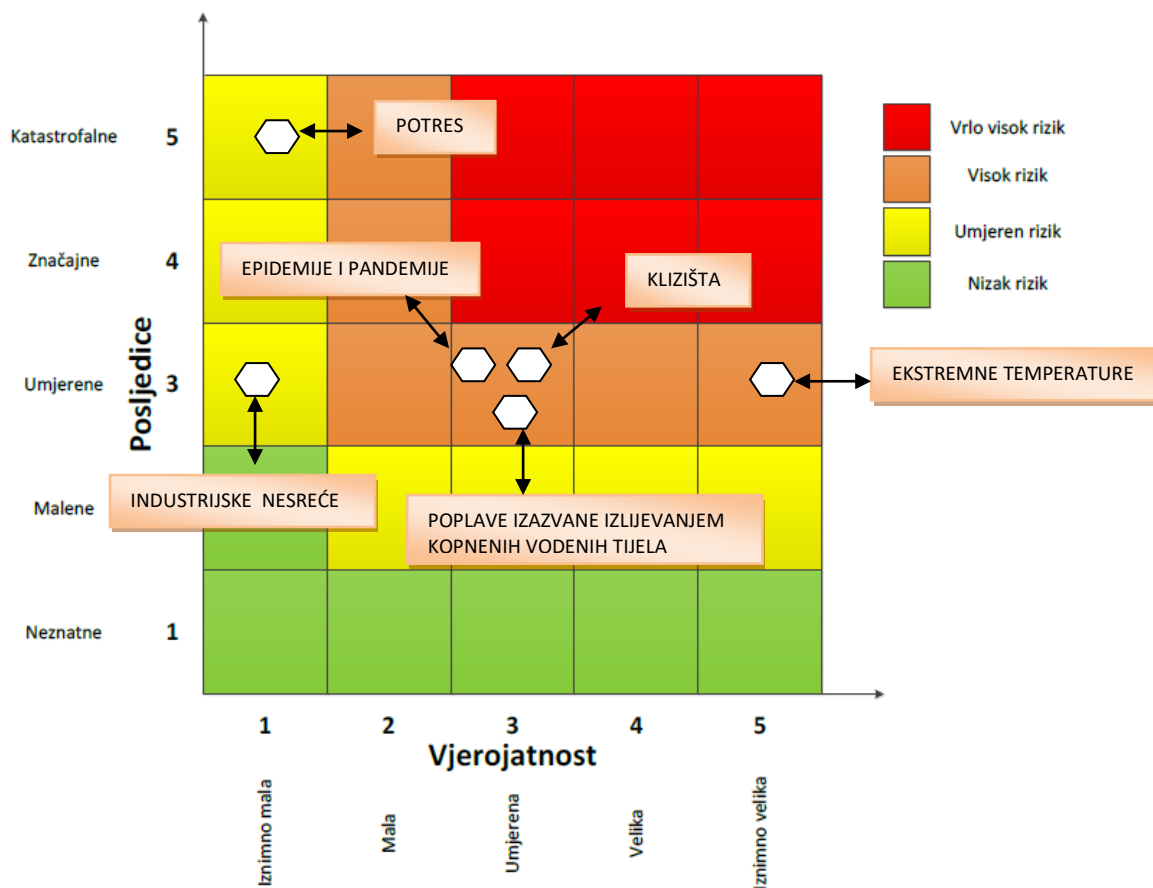 Katastrofalne 5
POTRES
Vrlo visok rizik
Visok rizik
Umjeren rizik
Nizak rizik
Značajne 4
EPIDEMIJE I PANDEMIJE
KLIZIŠTA
Posljedice
Umjerene 3
EKSTREMNE TEMPERATURE
Malene
INDUSTRIJSKE NESREĆE
POPLAVE IZAZVANE IZLIJEVANJEM
KOPNENIH VODENIH TIJELA
Neznatne 1
1 2 3 4 5
Vjerojatnost
Iznimno mala
Mala
Umjerena
Velika
Iznimno velika